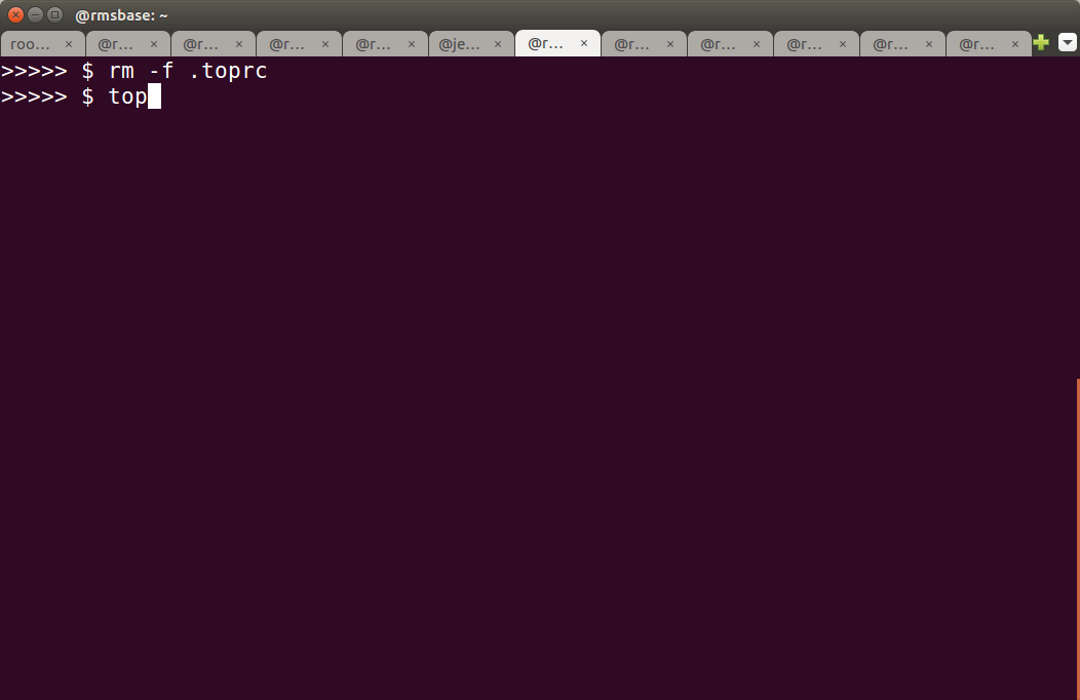 @rmsbase: ~
roo... × @r... × @r... × @r... × @r... × @je... × @r... × @r... × @r... × @r... × @r... × @r... ×
>>>>> $ rm -f .toprc
>>>>> $ top